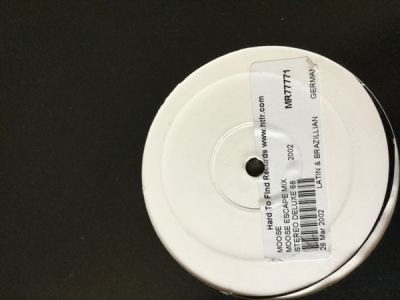 Hard To Find Records www.htfr.com
MOOSE 2002 MR77771
MOOSE ESCAPE MIX
STEREO DELUXE 68
26 Mar 2002 LATIN & BRAZILLIAN GERMANY